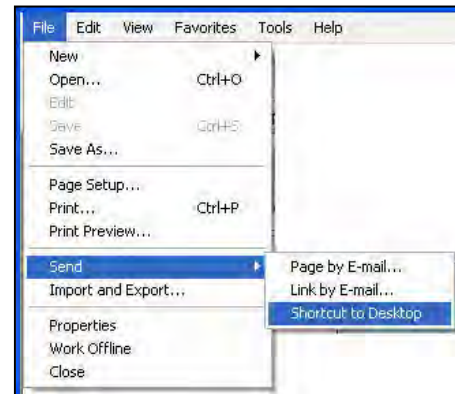 File Edit View Favorites Tools Help
New
Open... Ctrl+O
Edit
Save Ctrl+S
Save As...
Page Setup...
Print... Ctrl+P
Print Preview...
Send Page by E-mail...
Import and Export... Link by E-mail...
Shortcut to Desktop
Properties
Work Offline
Close